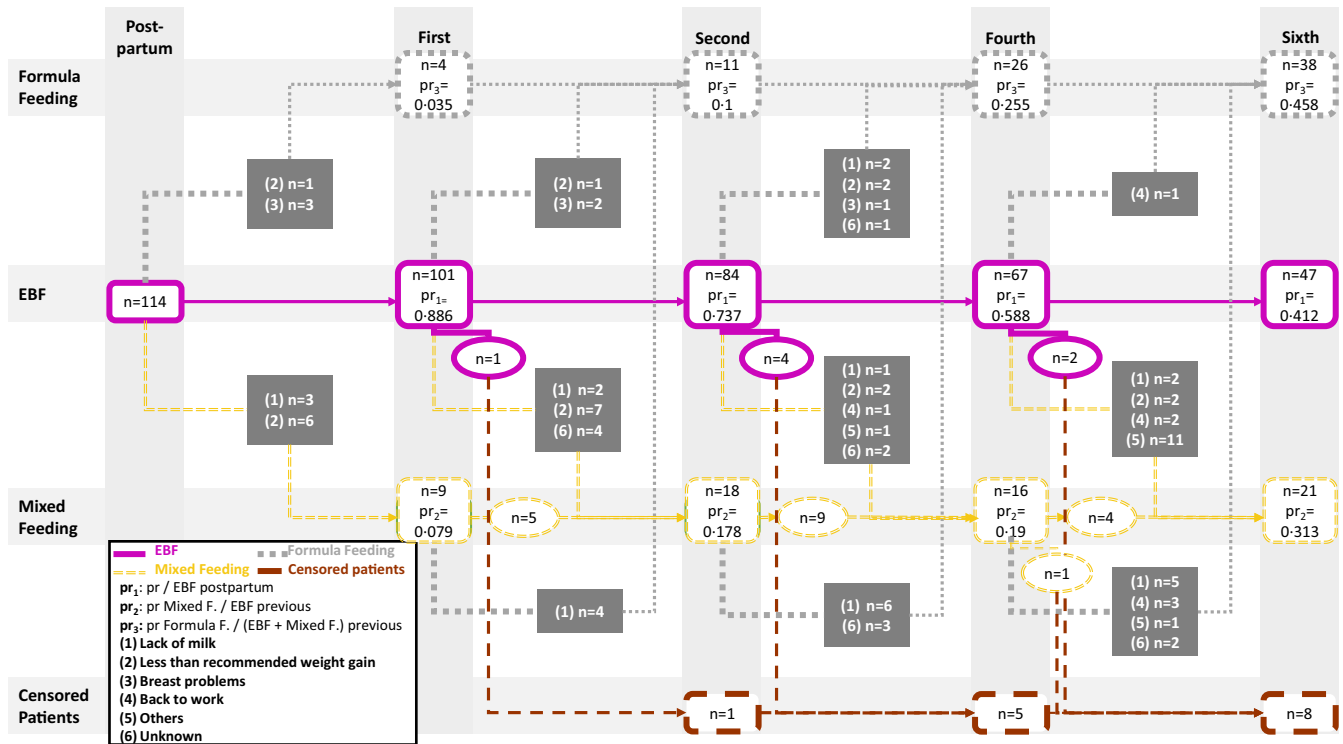 Post-
partum
First
Second
Fourth
Sixth
Formula
Feeding
n=4
pr3=
0·035
n=11
pr3=
0·1
n=26
pr3=
0·255
n=38
pr3=
0·458
(2) n=1
(3) n=3
(2) n=1
(3) n=2
(1) n=2
(2) n=2
(3) n=1
(6) n=1
(4) n=1
EBF
n=114
n=101
pr1=
0·886
n=84
pr1=
0·737
n=67
pr1=
0·588
n=47
pr1=
0·412
n=1
n=4
n=2
(1) n=3
(2) n=6
(1) n=2
(2) n=7
(6) n=4
(1) n=1
(2) n=2
(4) n=1
(5) n=1
(6) n=2
(1) n=2
(2) n=2
(4) n=2
(5) n=11
Mixed
Feeding
n=9
pr2=
0·079
n=5
n=18
pr2=
0·178
n=9
n=16
pr2=
0·19
n=4
n=21
pr2=
0·313
n=1
(1) n=4
(1) n=6
(6) n=3
(1) n=5
(4) n=3
(5) n=1
(6) n=2
EBF
Formula Feeding
Mixed Feeding
Censored patients
pr1: pr / EBF postpartum
pr2: pr Mixed F. / EBF previous
pr3: pr Formula F. / (EBF + Mixed F.) previous
(1) Lack of milk
(2) Less than recommended weight gain
(3) Breast problems
(4) Back to work
(5) Others
(6) Unknown
Censored
Patients
n=1
n=5
n=8